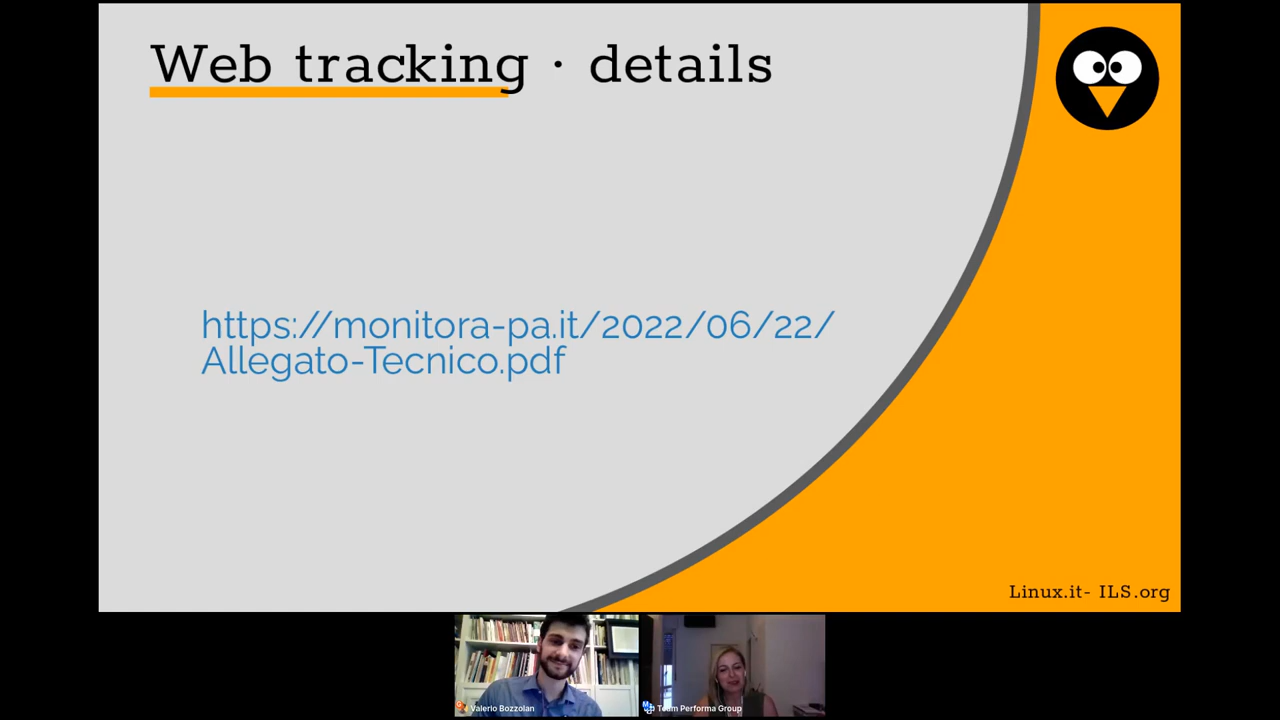 Web tracking · details
https://monitora-pa.it/2022/06/22/
Allegato-Tecnico.pdf
Linux.it- ILS.org
Valerio Bozzolan
Team Performa Group